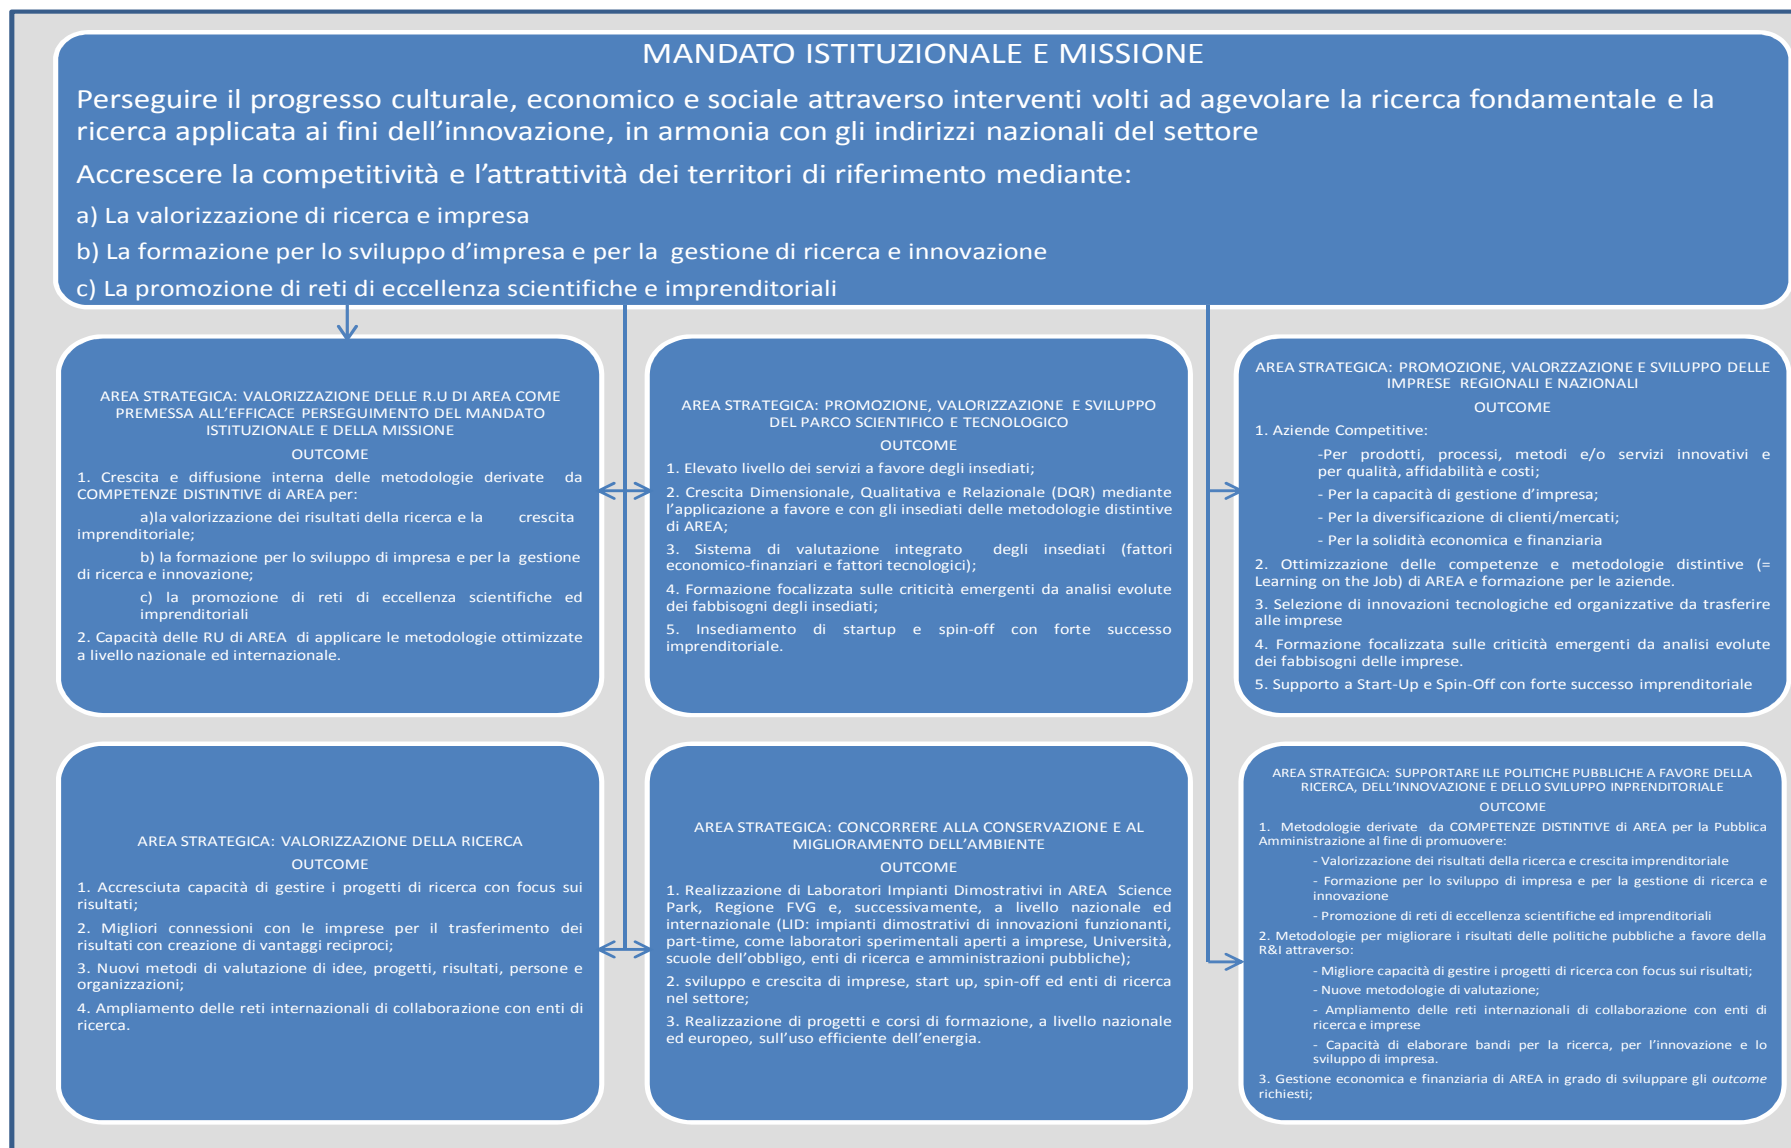 MANDATO ISTITUZIONALE E MISSIONE
Perseguire il progresso culturale, economico e sociale attraverso interventi volti ad agevolare la ricerca fondamentale e la
ricerca applicata ai fini dell’innovazione, in armonia con gli indirizzi nazionali del settore
Accrescere la competitività e l’attrattività dei territori di riferimento mediante:
a) La valorizzazione di ricerca e impresa
b) La formazione per lo sviluppo d’impresa e per la gestione di ricerca e innovazione
c) La promozione di reti di eccellenza scientifiche e imprenditoriali
AREA STRATEGICA: VALORIZZAZIONE DELLE R.U DI AREA COME
PREMESSA ALL’EFFICACE PERSEGUIMENTO DEL MANDATO
ISTITUZIONALE E DELLA MISSIONE
OUTCOME
1. Crescita e diffusione interna delle metodologie derivate da
COMPETENZE DISTINTIVE di AREA per:
a)la valorizzazione dei risultati della ricerca e la crescita
imprenditoriale;
b) la formazione per lo sviluppo di impresa e per la gestione
di ricerca e innovazione;
c) la promozione di reti di eccellenza scientifiche ed
imprenditoriali
2. Capacità delle RU di AREA di applicare le metodologie ottimizzate
a livello nazionale ed internazionale.
AREA STRATEGICA: PROMOZIONE, VALORIZZAZIONE E SVILUPPO
DEL PARCO SCIENTIFICO E TECNOLOGICO
OUTCOME
1. Elevato livello dei servizi a favore degli insediati;
2. Crescita Dimensionale, Qualitativa e Relazionale (DQR) mediante
l’applicazione a favore e con gli insediati delle metodologie distintive
di AREA;
3. Sistema di valutazione integrato degli insediati (fattori
economico-finanziari e fattori tecnologici);
4. Formazione focalizzata sulle criticità emergenti da analisi evolute
dei fabbisogni degli insediati;
5. Insediamento di startup e spin-off con forte successo
imprenditoriale.
AREA STRATEGICA: PROMOZIONE, VALORZZAZIONE E SVILUPPO DELLE
IMPRESE REGIONALI E NAZIONALI
OUTCOME
1. Aziende Competitive:
-Per prodotti, processi, metodi e/o servizi innovativi e
per qualità, affidabilità e costi;
- Per la capacità di gestione d’impresa;
- Per la diversificazione di clienti/mercati;
- Per la solidità economica e finanziaria
2. Ottimizzazione delle competenze e metodologie distintive (=
Learning on the Job) di AREA e formazione per le aziende.
3. Selezione di innovazioni tecnologiche ed organizzative da trasferire
alle imprese
4. Formazione focalizzata sulle criticità emergenti da analisi evolute
dei fabbisogni delle imprese.
5. Supporto a Start-Up e Spin-Off con forte successo imprenditoriale
AREA STRATEGICA: VALORIZZAZIONE DELLA RICERCA
OUTCOME
1. Accresciuta capacità di gestire i progetti di ricerca con focus sui
risultati;
2. Migliori connessioni con le imprese per il trasferimento dei
risultati con creazione di vantaggi reciproci;
3. Nuovi metodi di valutazione di idee, progetti, risultati, persone e
organizzazioni;
4. Ampliamento delle reti internazionali di collaborazione con enti di
ricerca.
AREA STRATEGICA: CONCORRERE ALLA CONSERVAZIONE E AL
MIGLIORAMENTO DELL’AMBIENTE
OUTCOME
1. Realizzazione di Laboratori Impianti Dimostrativi in AREA Science
Park, Regione FVG e, successivamente, a livello nazionale ed
internazionale (LID: impianti dimostrativi di innovazioni funzionanti,
part-time, come laboratori sperimentali aperti a imprese, Università,
scuole dell’obbligo, enti di ricerca e amministrazioni pubbliche);
2. sviluppo e crescita di imprese, start up, spin-off ed enti di ricerca
nel settore;
3. Realizzazione di progetti e corsi di formazione, a livello nazionale
ed europeo, sull’uso efficiente dell’energia.
AREA STRATEGICA: SUPPORTARE ILE POLITICHE PUBBLICHE A FAVORE DELLA
RICERCA, DELL’INNOVAZIONE E DELLO SVILUPPO INPRENDITORIALE
OUTCOME
1. Metodologie derivate da COMPETENZE DISTINTIVE di AREA per la Pubblica
Amministrazione al fine di promuovere:
- Valorizzazione dei risultati della ricerca e crescita imprenditoriale
- Formazione per lo sviluppo di impresa e per la gestione di ricerca e
innovazione
- Promozione di reti di eccellenza scientifiche ed imprenditoriali
2. Metodologie per migliorare i risultati delle politiche pubbliche a favore della
R&I attraverso:
- Migliore capacità di gestire i progetti di ricerca con focus sui risultati;
- Nuove metodologie di valutazione;
- Ampliamento delle reti internazionali di collaborazione con enti di
ricerca e imprese
- Capacità di elaborare bandi per la ricerca, per l’innovazione e lo
sviluppo di impresa.
3. Gestione economica e finanziaria di AREA in grado di sviluppare gli outcome
richiesti;